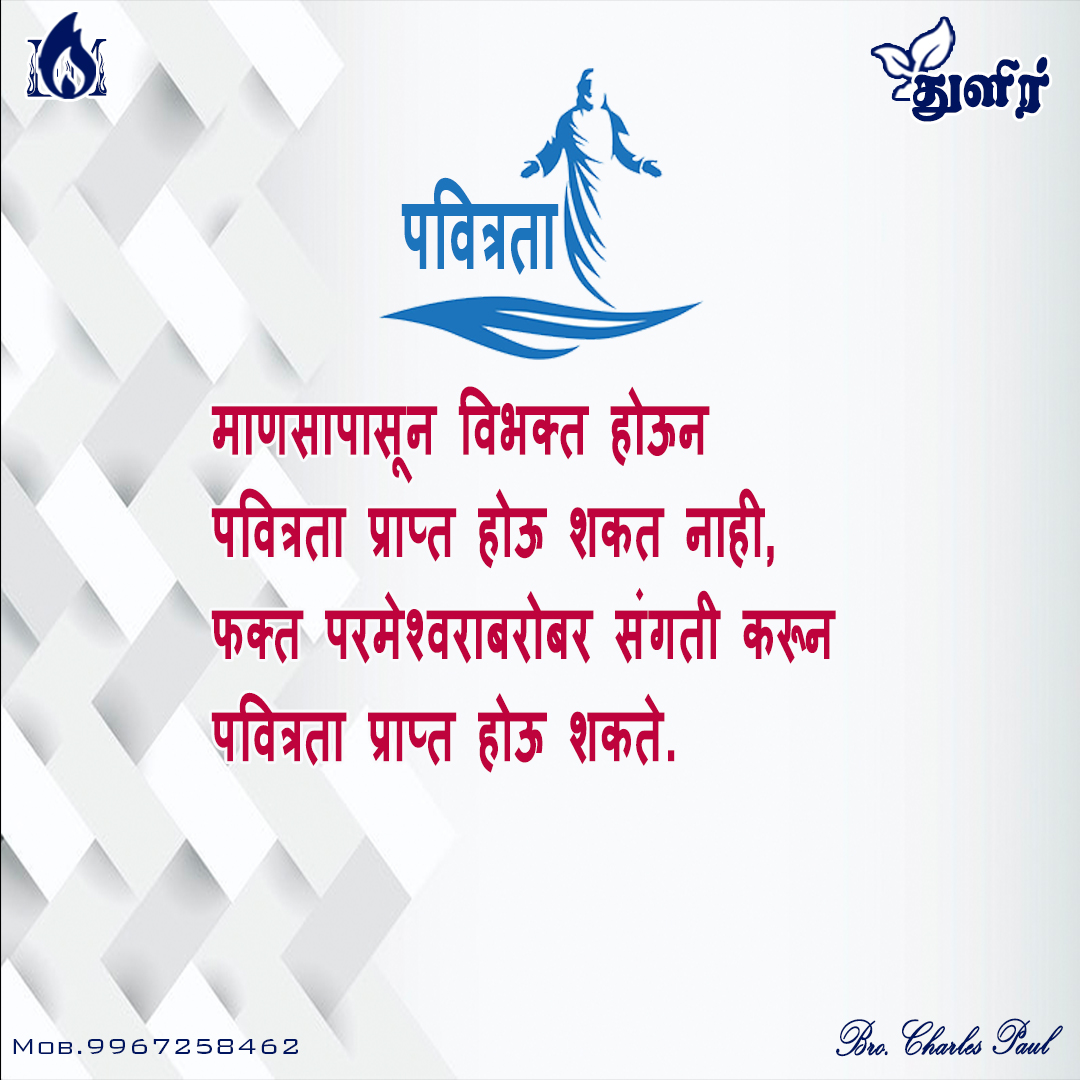 துளிர்
पवित्रता
माणसापासून विभक्त होऊन
पवित्रता प्राप्त होऊ शकत नाही,
फक्त परमेश्वराबरोबर संगती करून
पवित्रता प्राप्त होऊ शकते.
Mob.9967258462
Bro. Charles Paul